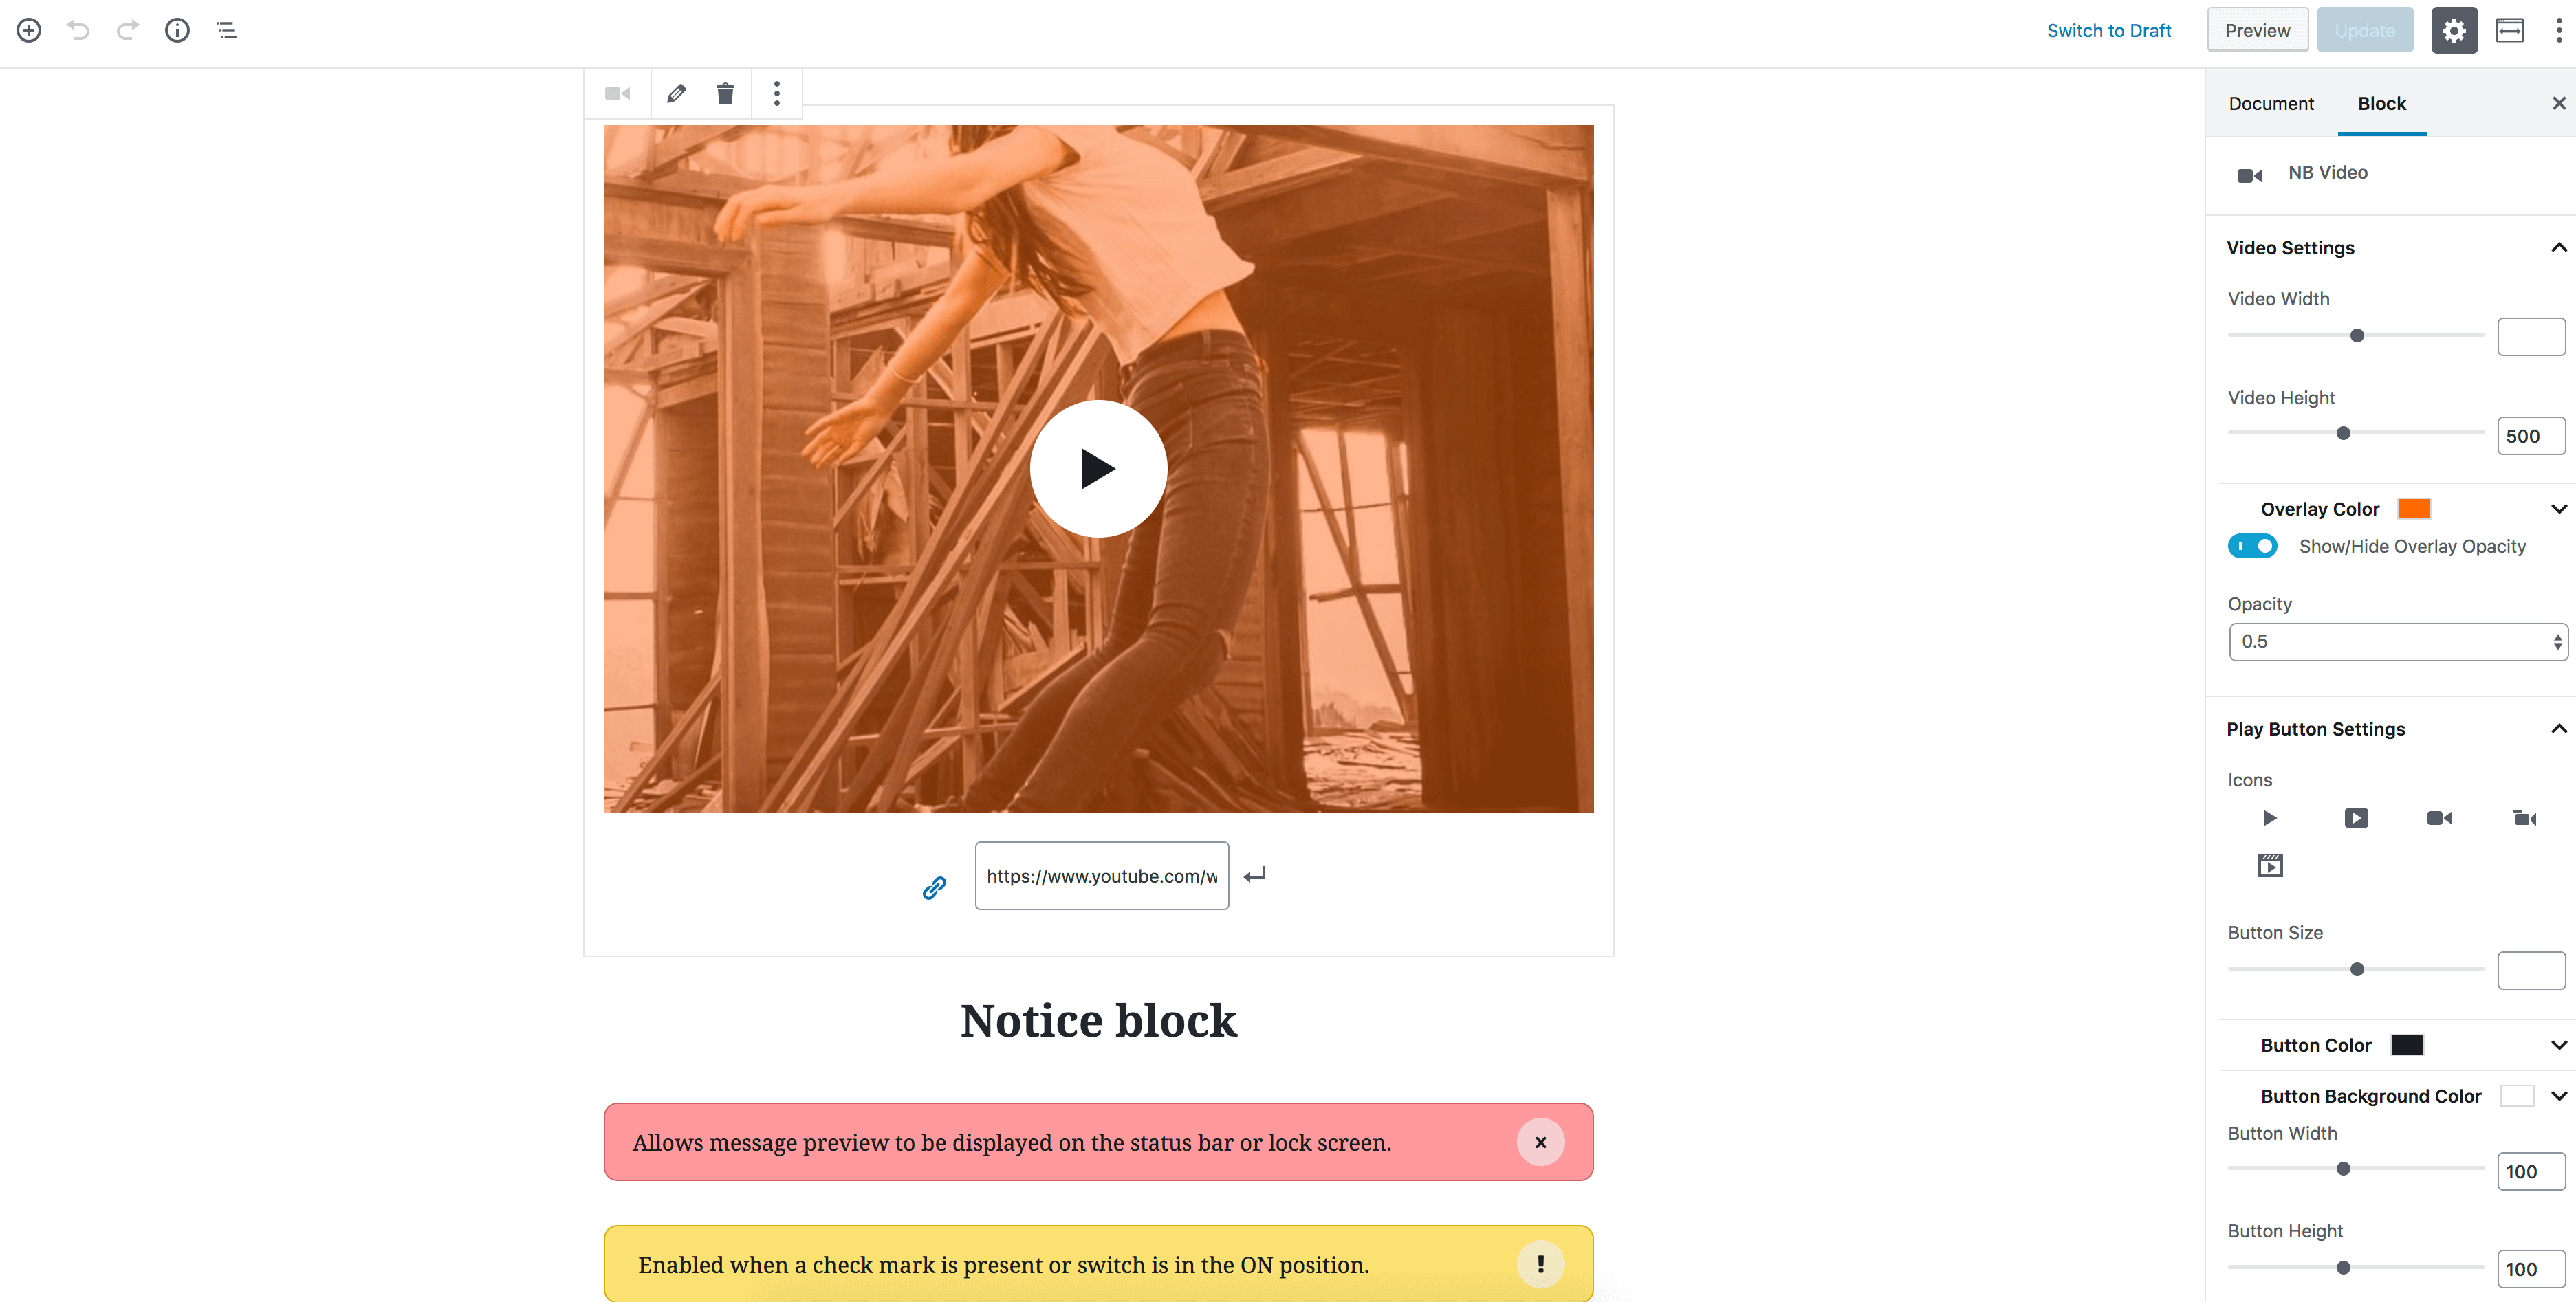 Switch to Draft
Preview
Update
Document
Block
NB Video
Video Settings
Video Width
Video Height
500
Overlay Color
Show/Hide Overlay Opacity
Opacity
0.5
Play Button Settings
Icons
Button Size
Button Color
Button Background Color
Button Width
100
Button Height
100
https://www.youtube.com/w
Notice block
Allows message preview to be displayed on the status bar or lock screen.
Enabled when a check mark is present or switch is in the ON position.